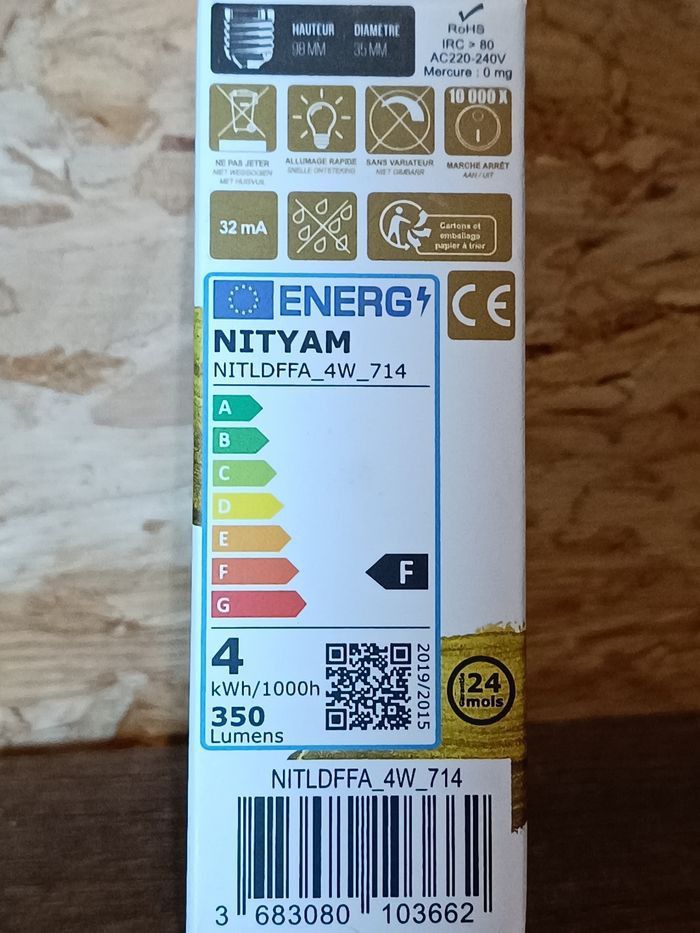 HAUTEUR DIAMÈTRE
98 MM 35 MM
RoHS
IRC > 80
AC220-240V
Mercure : 0 mg
10 000 X
NE PAS JETER
NIET WEGGOOIEN
MET HUISVUIL
ALLUMAGE RAPIDE
SNELLE ONTSTEKING
SANS VARIATEUR
NIET DIMBAAR
MARCHE ARRÊT
AAN / UIT
32 mA
Cartons et
emballage
papier à trier
ENERG
CE
NITYAM
NITLDFFA_4W_714
A
B
C
D
E
F
F
G
4
kWh/1000h
350
Lumens
2019/2015
24
mois
NITLDFFA_4W_714
3 683080 103662